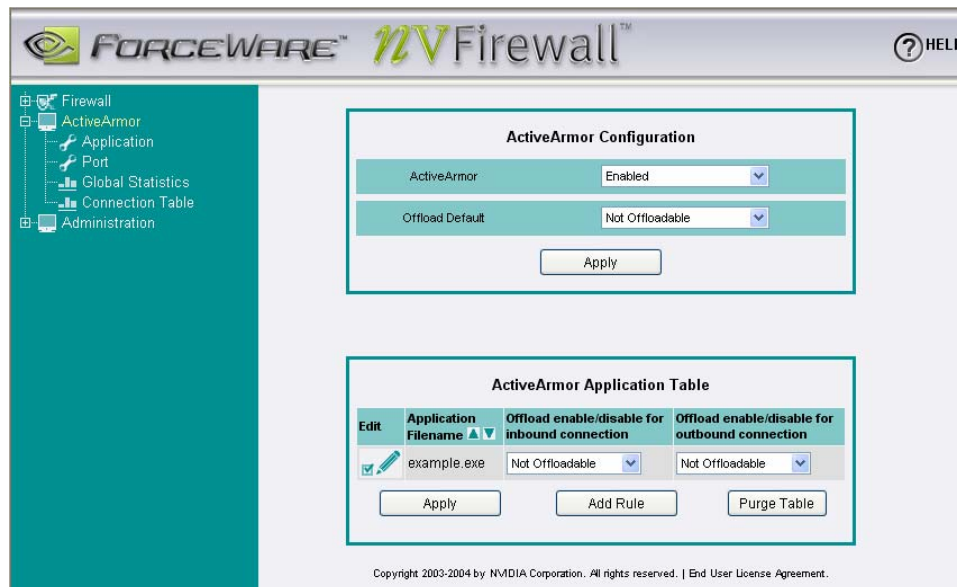 FORCEWARE™ nVFirewall™
HEL
Firewall
ActiveArmor
Application
Port
Global Statistics
Connection Table
Administration
ActiveArmor Configuration
ActiveArmor Enabled
Offload Default Not Offloadable
Apply
ActiveArmor Application Table
Edit Application Filename Offload enable/disable for inbound connection Offload enable/disable for outbound connection
example.exe Not Offloadable Not Offloadable
Apply Add Rule Purge Table
Copyright 2003-2004 by NVIDIA Corporation. All rights reserved. | End User License Agreement.